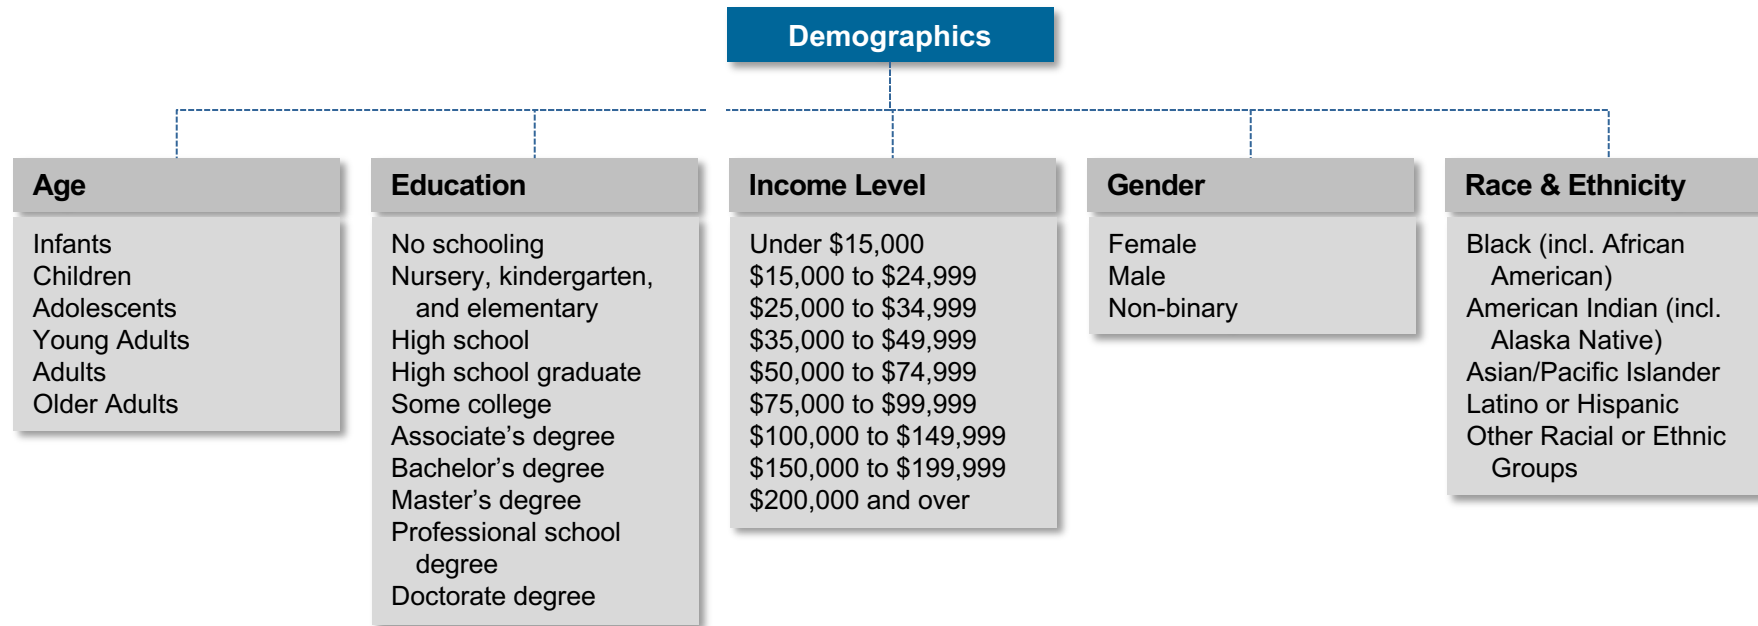 Demographics
Age
Infants
Children
Adolescents
Young Adults
Adults
Older Adults
Education
No schooling
Nursery, kindergarten,
and elementary
High school
High school graduate
Some college
Associate’s degree
Bachelor’s degree
Master’s degree
Professional school
degree
Doctorate degree
Income Level
Under $15,000
$15,000 to $24,999
$25,000 to $34,999
$35,000 to $49,999
$50,000 to $74,999
$75,000 to $99,999
$100,000 to $149,999
$150,000 to $199,999
$200,000 and over
Gender
Female
Male
Non-binary
Race & Ethnicity
Black (incl. African
American)
American Indian (incl.
Alaska Native)
Asian/Pacific Islander
Latino or Hispanic
Other Racial or Ethnic
Groups